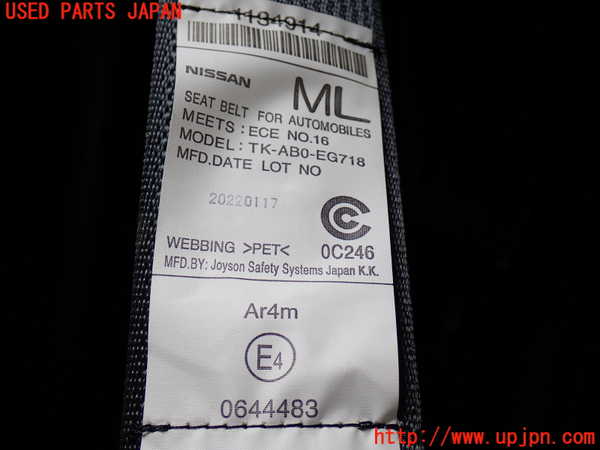 USED PARTS JAPAN
1134914
NISSAN
ML
SEAT BELT FOR AUTOMOBILES
MEETS: ECE NO.16
MODEL: TK-AB0-EG718
MFD.DATE LOT NO
20220117
C
WEBBING >PET<
0C246
MFD.BY: Joyson Safety Systems Japan K.K.
Ar4m
E4
0644483
http://www.upjpn.com/